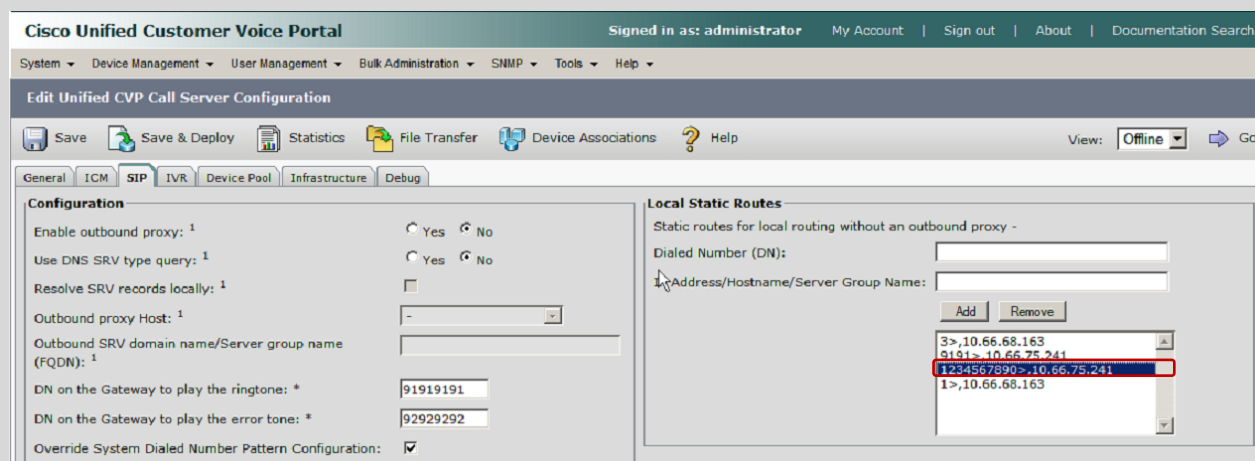 Cisco Unified Customer Voice Portal
Signed in as: administrator My Account | Sign out | About | Documentation Search
System Device Management User Management Bulk Administration SNMP Tools Help
Edit Unified CVP Call Server Configuration
Save Save & Deploy Statistics File Transfer Device Associations Help View: Offline Go
General ICM SIP IVR Device Pool Infrastructure Debug
Configuration
Enable outbound proxy: 1 Yes No
Use DNS SRV type query: 1 Yes No
Resolve SRV records locally: 1
Outbound proxy Host: 1 -
Outbound SRV domain name/Server group name
(FQDN): 1
DN on the Gateway to play the ringtone: * 91919191
DN on the Gateway to play the error tone: * 92929292
Override System Dialed Number Pattern Configuration:
Local Static Routes
Static routes for local routing without an outbound proxy -
Dialed Number (DN):
IP Address/Hostname/Server Group Name:
Add Remove
3>,10.66.68.163
9191>,10.66.75.241
1234567890>,10.66.75.241
1>,10.66.68.163